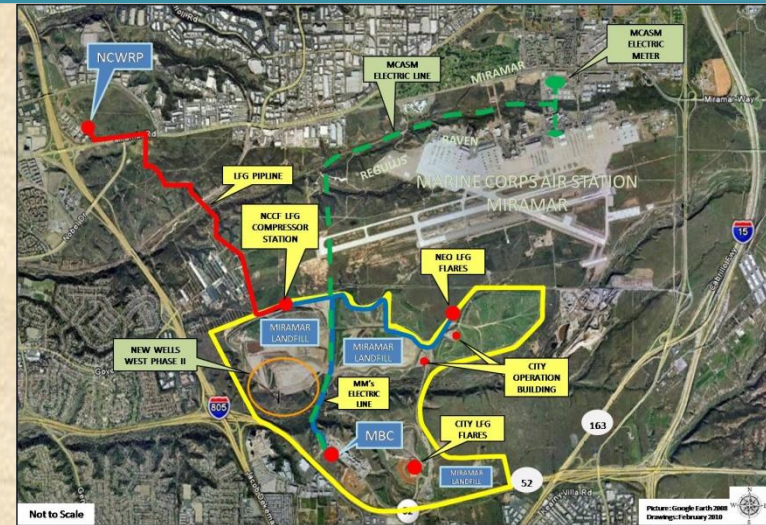 NCWRP
MCASM
ELECTRIC LINE
MIRAMAR
MCASM
ELECTRIC
METER
Miramar Way
LFG PIPLINE
REGULUS
RAVEN
MARINE CORPS AIR STATION
MIRAMAR
NCCF LFG
COMPRESSOR
STATION
NEO LFG
FLARES
15
MIRAMAR
LANDFILL
MIRAMAR
LANDFILL
NEW WELLS
WEST PHASE II
CITY
OPERATION
BUILDING
MM's
ELECTRIC
LINE
805
MBC
CITY LFG
FLARES
163
MIRAMAR
LANDFILL
52
Not to Scale
Picture: Google Earth 2008
Drawings: February 2010